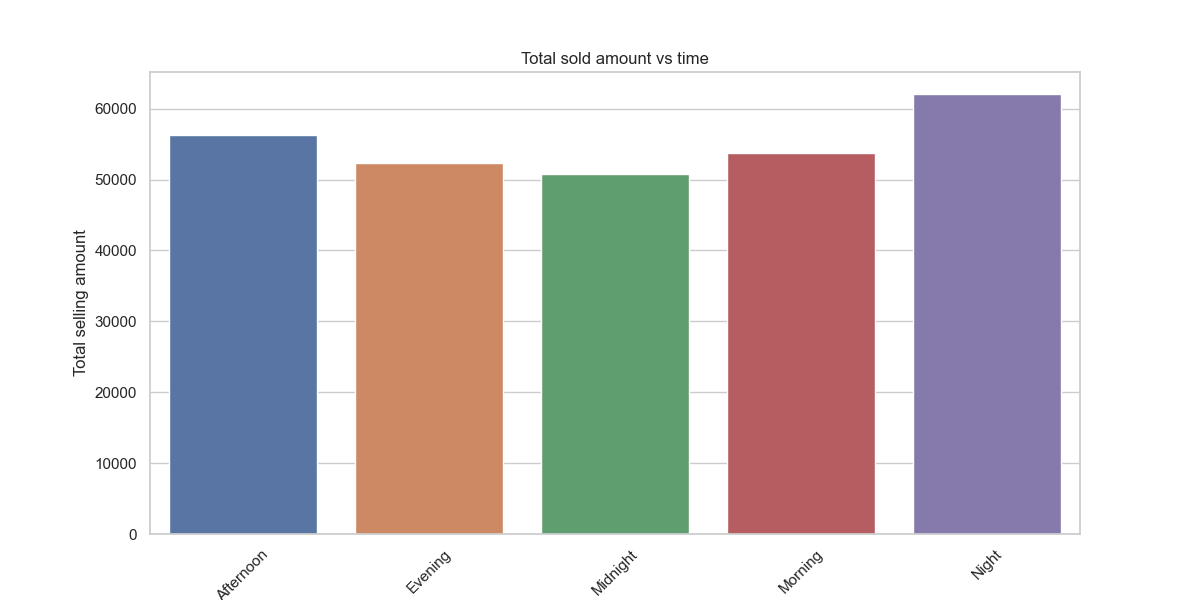 Total sold amount vs time
Total selling amount
60000
50000
40000
30000
20000
10000
0
Afternoon
Evening
Midnight
Morning
Night